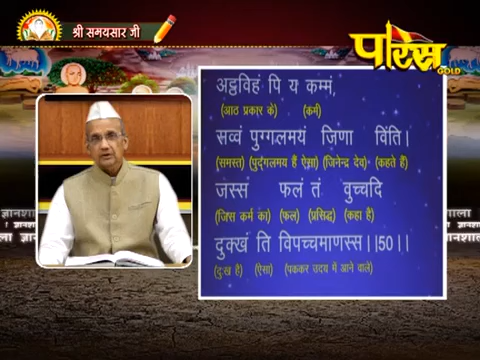 श्री समयसार जी
पारस
GOLD
अट्ठविहं पि य कम्मं
(आठ प्रकार के) (कर्म)
सव्वं पुग्गलमयं जिणा विंति।
(समस्त) (पुद्गलमय हैं ऐसा) (जिनेन्द्र देव) (कहते हैं)
जस्स फलं तं वुच्चदि
(जिस कर्म का) (फल) (प्रसिद्ध) (कहा है)
दुक्खं ति विपच्चमाणस्स।।50।।
(दुःख है) (ऐसा) (पककर उदय में आने वाले)
ज्ञानशाला
ज्ञानशाला